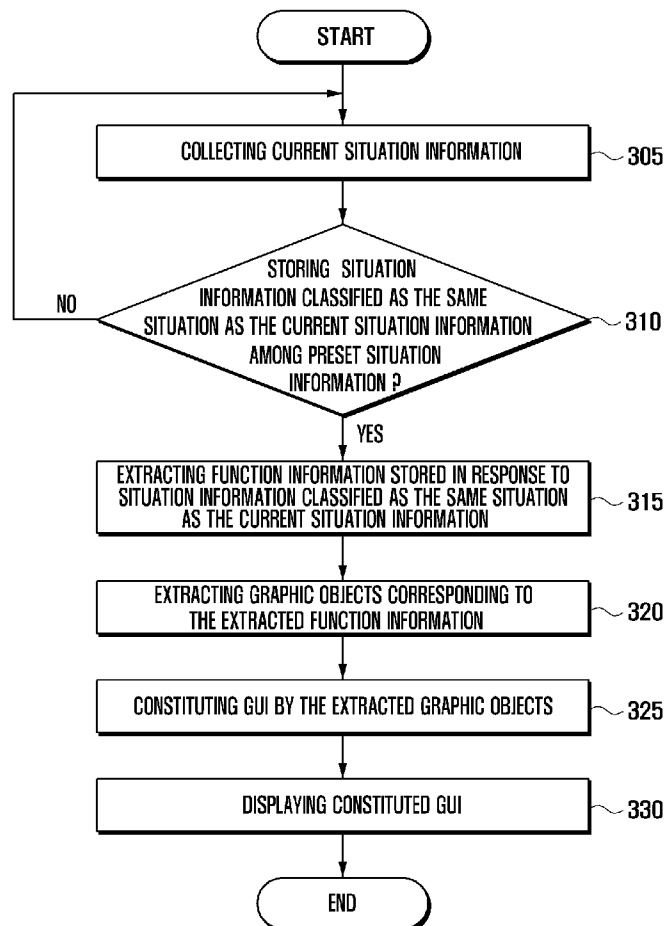 START
COLLECTING CURRENT SITUATION INFORMATION
305
STORING SITUATION
INFORMATION CLASSIFIED AS THE SAME
SITUATION AS THE CURRENT SITUATION INFORMATION
AMONG PRESET SITUATION
INFORMATION ?
310
NO
YES
EXTRACTING FUNCTION INFORMATION STORED IN RESPONSE TO
SITUATION INFORMATION CLASSIFIED AS THE SAME SITUATION
AS THE CURRENT SITUATION INFORMATION
315
EXTRACTING GRAPHIC OBJECTS CORRESPONDING TO
THE EXTRACTED FUNCTION INFORMATION
320
CONSTITUTING GUI BY THE EXTRACTED GRAPHIC OBJECTS
325
DISPLAYING CONSTITUTED GUI
330
END